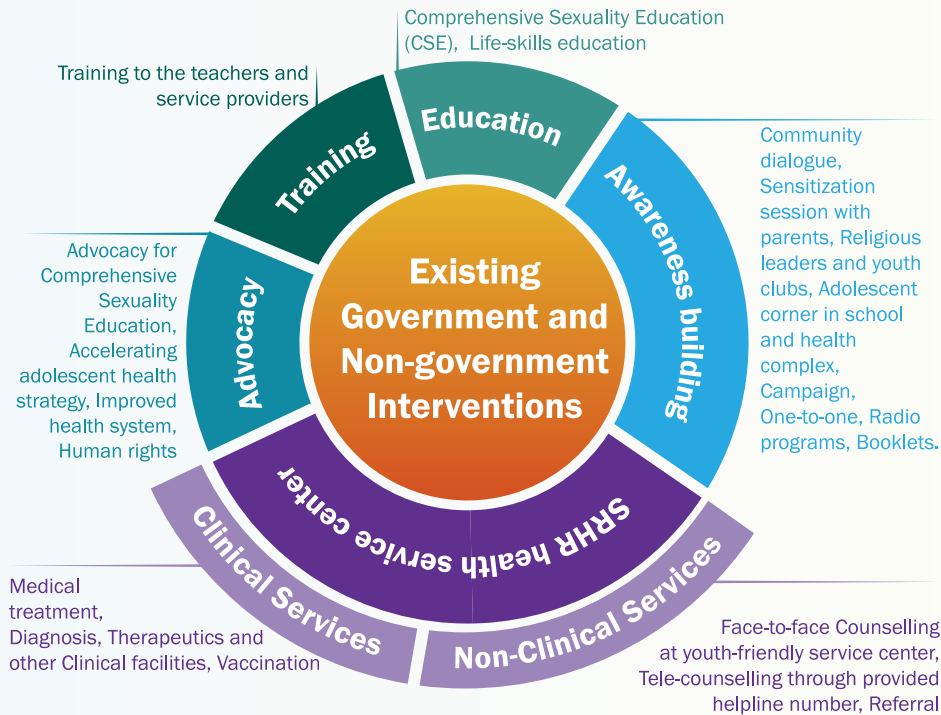 Comprehensive Sexuality Education
(CSE), Life-skills education
Training to the teachers and
service providers
Education
Training
Awareness building
Community
dialogue,
Sensitization
session with
parents, Religious
leaders and youth
clubs, Adolescent
corner in school
and health
complex,
Campaign,
One-to-one, Radio
programs, Booklets.
Advocacy for
Comprehensive
Sexuality
Education,
Accelerating
adolescent health
strategy, Improved
health system,
Human rights
Advocacy
Existing
Government and
Non-government
Interventions
SRHR health service center
Clinical Services
Non-Clinical Services
Medical
treatment,
Diagnosis, Therapeutics and
other Clinical facilities, Vaccination
Face-to-face Counselling
at youth-friendly service center,
Tele-counselling through provided
helpline number, Referral